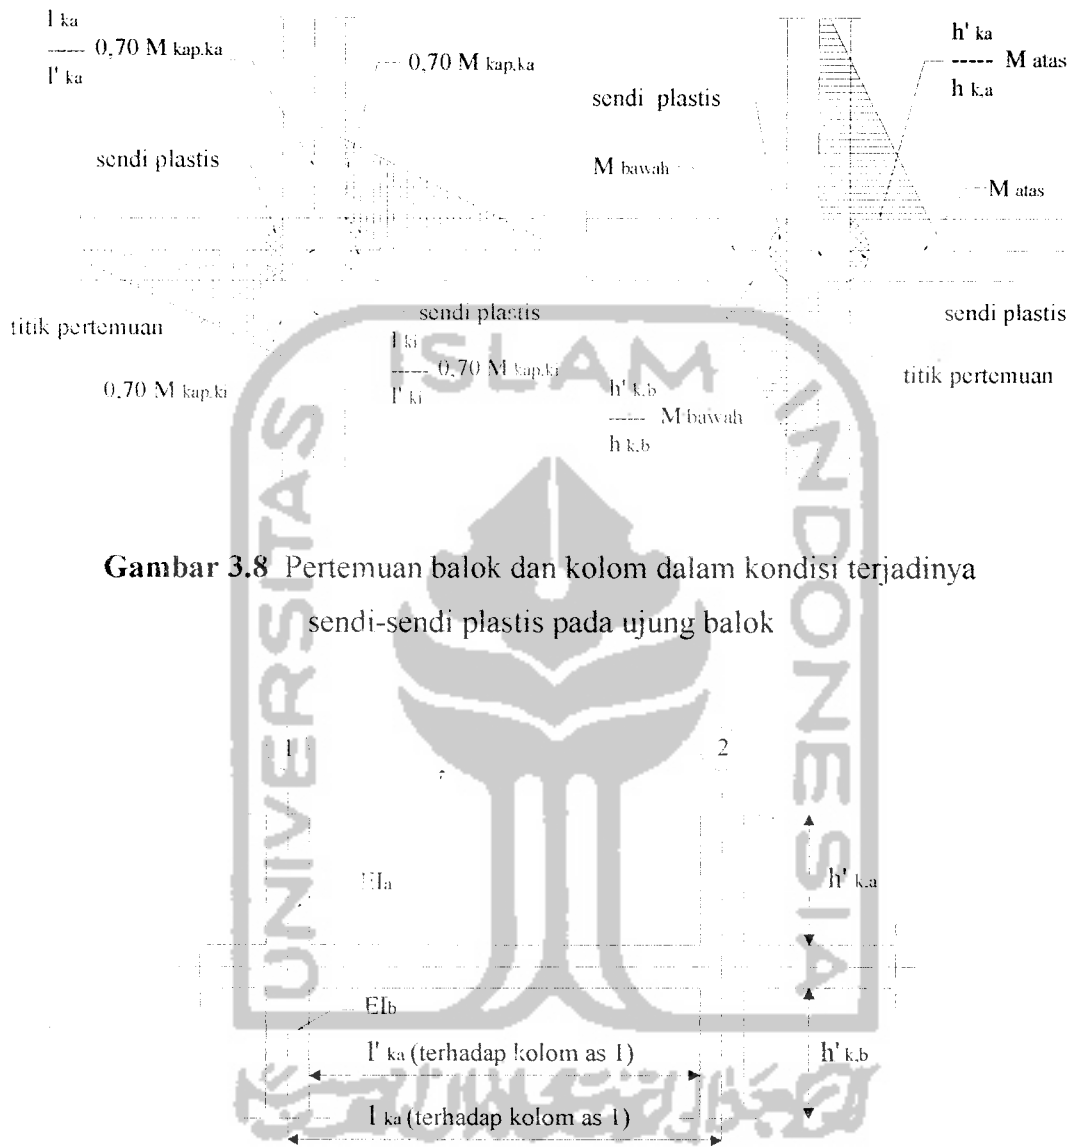 l ka
----- 0,70 M kap.ka
l' ka
0,70 M kap,ka
sendi plastis
h' ka
----- M atas
h k,a
sendi plastis
M bawah
M atas
titik pertemuan
sendi plastis
l ki
----- 0,70 M kap.ki
l' ki
0,70 M kap.ki
h' k,b
----- M bawah
h k,b
sendi plastis
titik pertemuan
ISLAM
UNIVERSITAS
INDONESIA
Gambar 3.8 Pertemuan balok dan kolom dalam kondisi terjadinya
sendi-sendi plastis pada ujung balok
1
2
EIa
h' k,a
EIb
l' ka (terhadap kolom as 1)
h' k,b
l ka (terhadap kolom as 1)